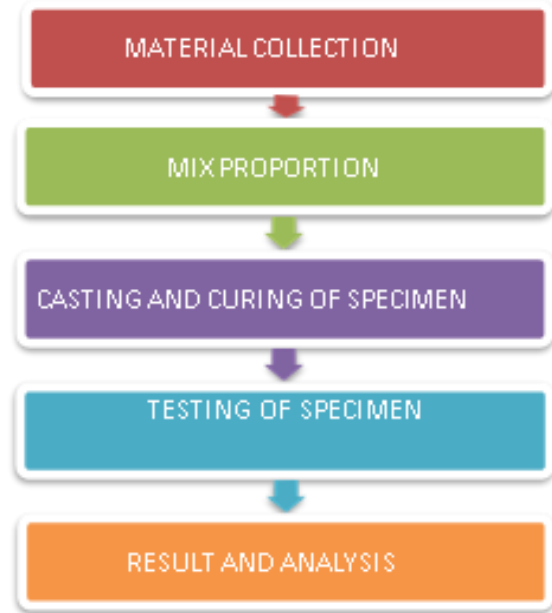 MATERIAL COLLECTION
MIX PROPORTION
CASTING AND CURING OF SPECIMEN
TESTING OF SPECIMEN
RESULT AND ANALYSIS